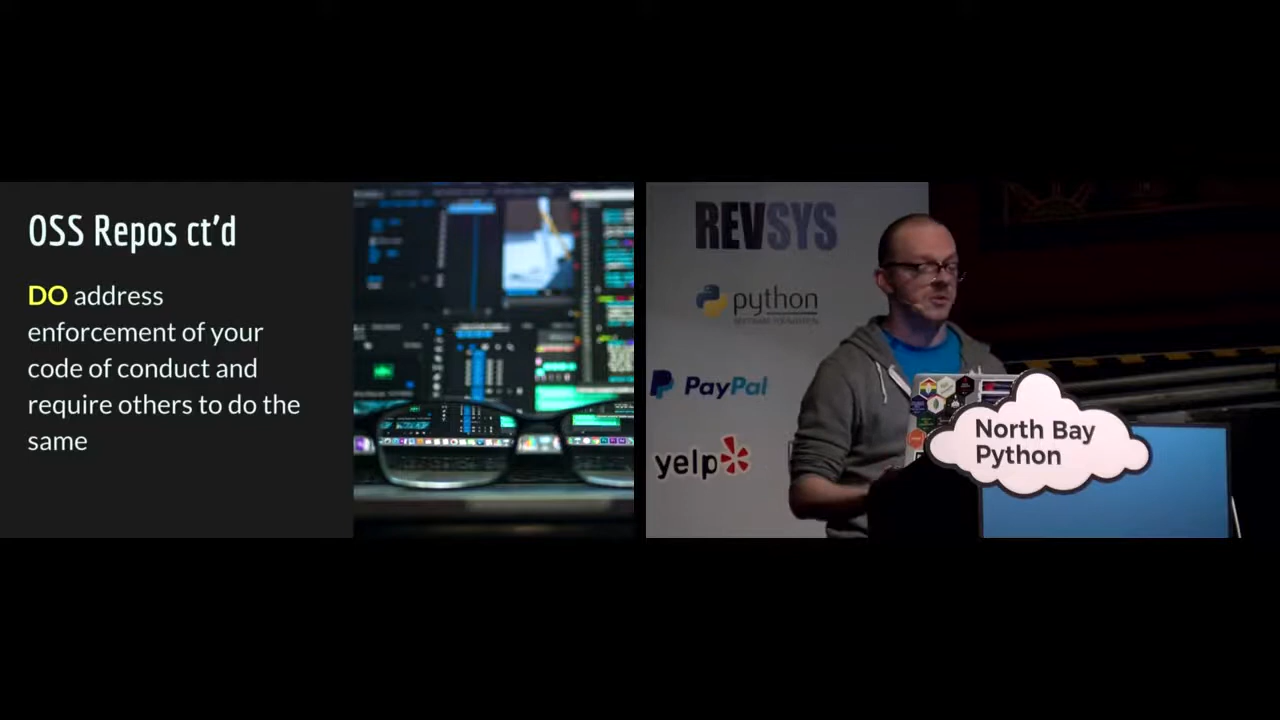 OSS Repos ct'd
DO address
enforcement of your
code of conduct and
require others to do the
same
REVSYS
python
PayPal
yelp
North Bay
Python